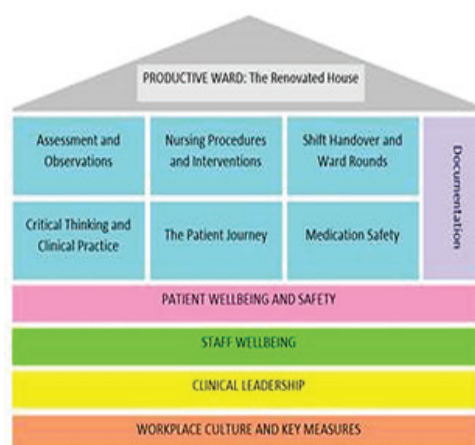 PRODUCTIVE WARD: The Renovated House
Assessment and
Observations
Nursing Procedures
and Interventions
Shift Handover and
Ward Rounds
Documentation
Critical Thinking and
Clinical Practice
The Patient Journey
Medication Safety
PATIENT WELLBEING AND SAFETY
STAFF WELLBEING
CLINICAL LEADERSHIP
WORKPLACE CULTURE AND KEY MEASURES